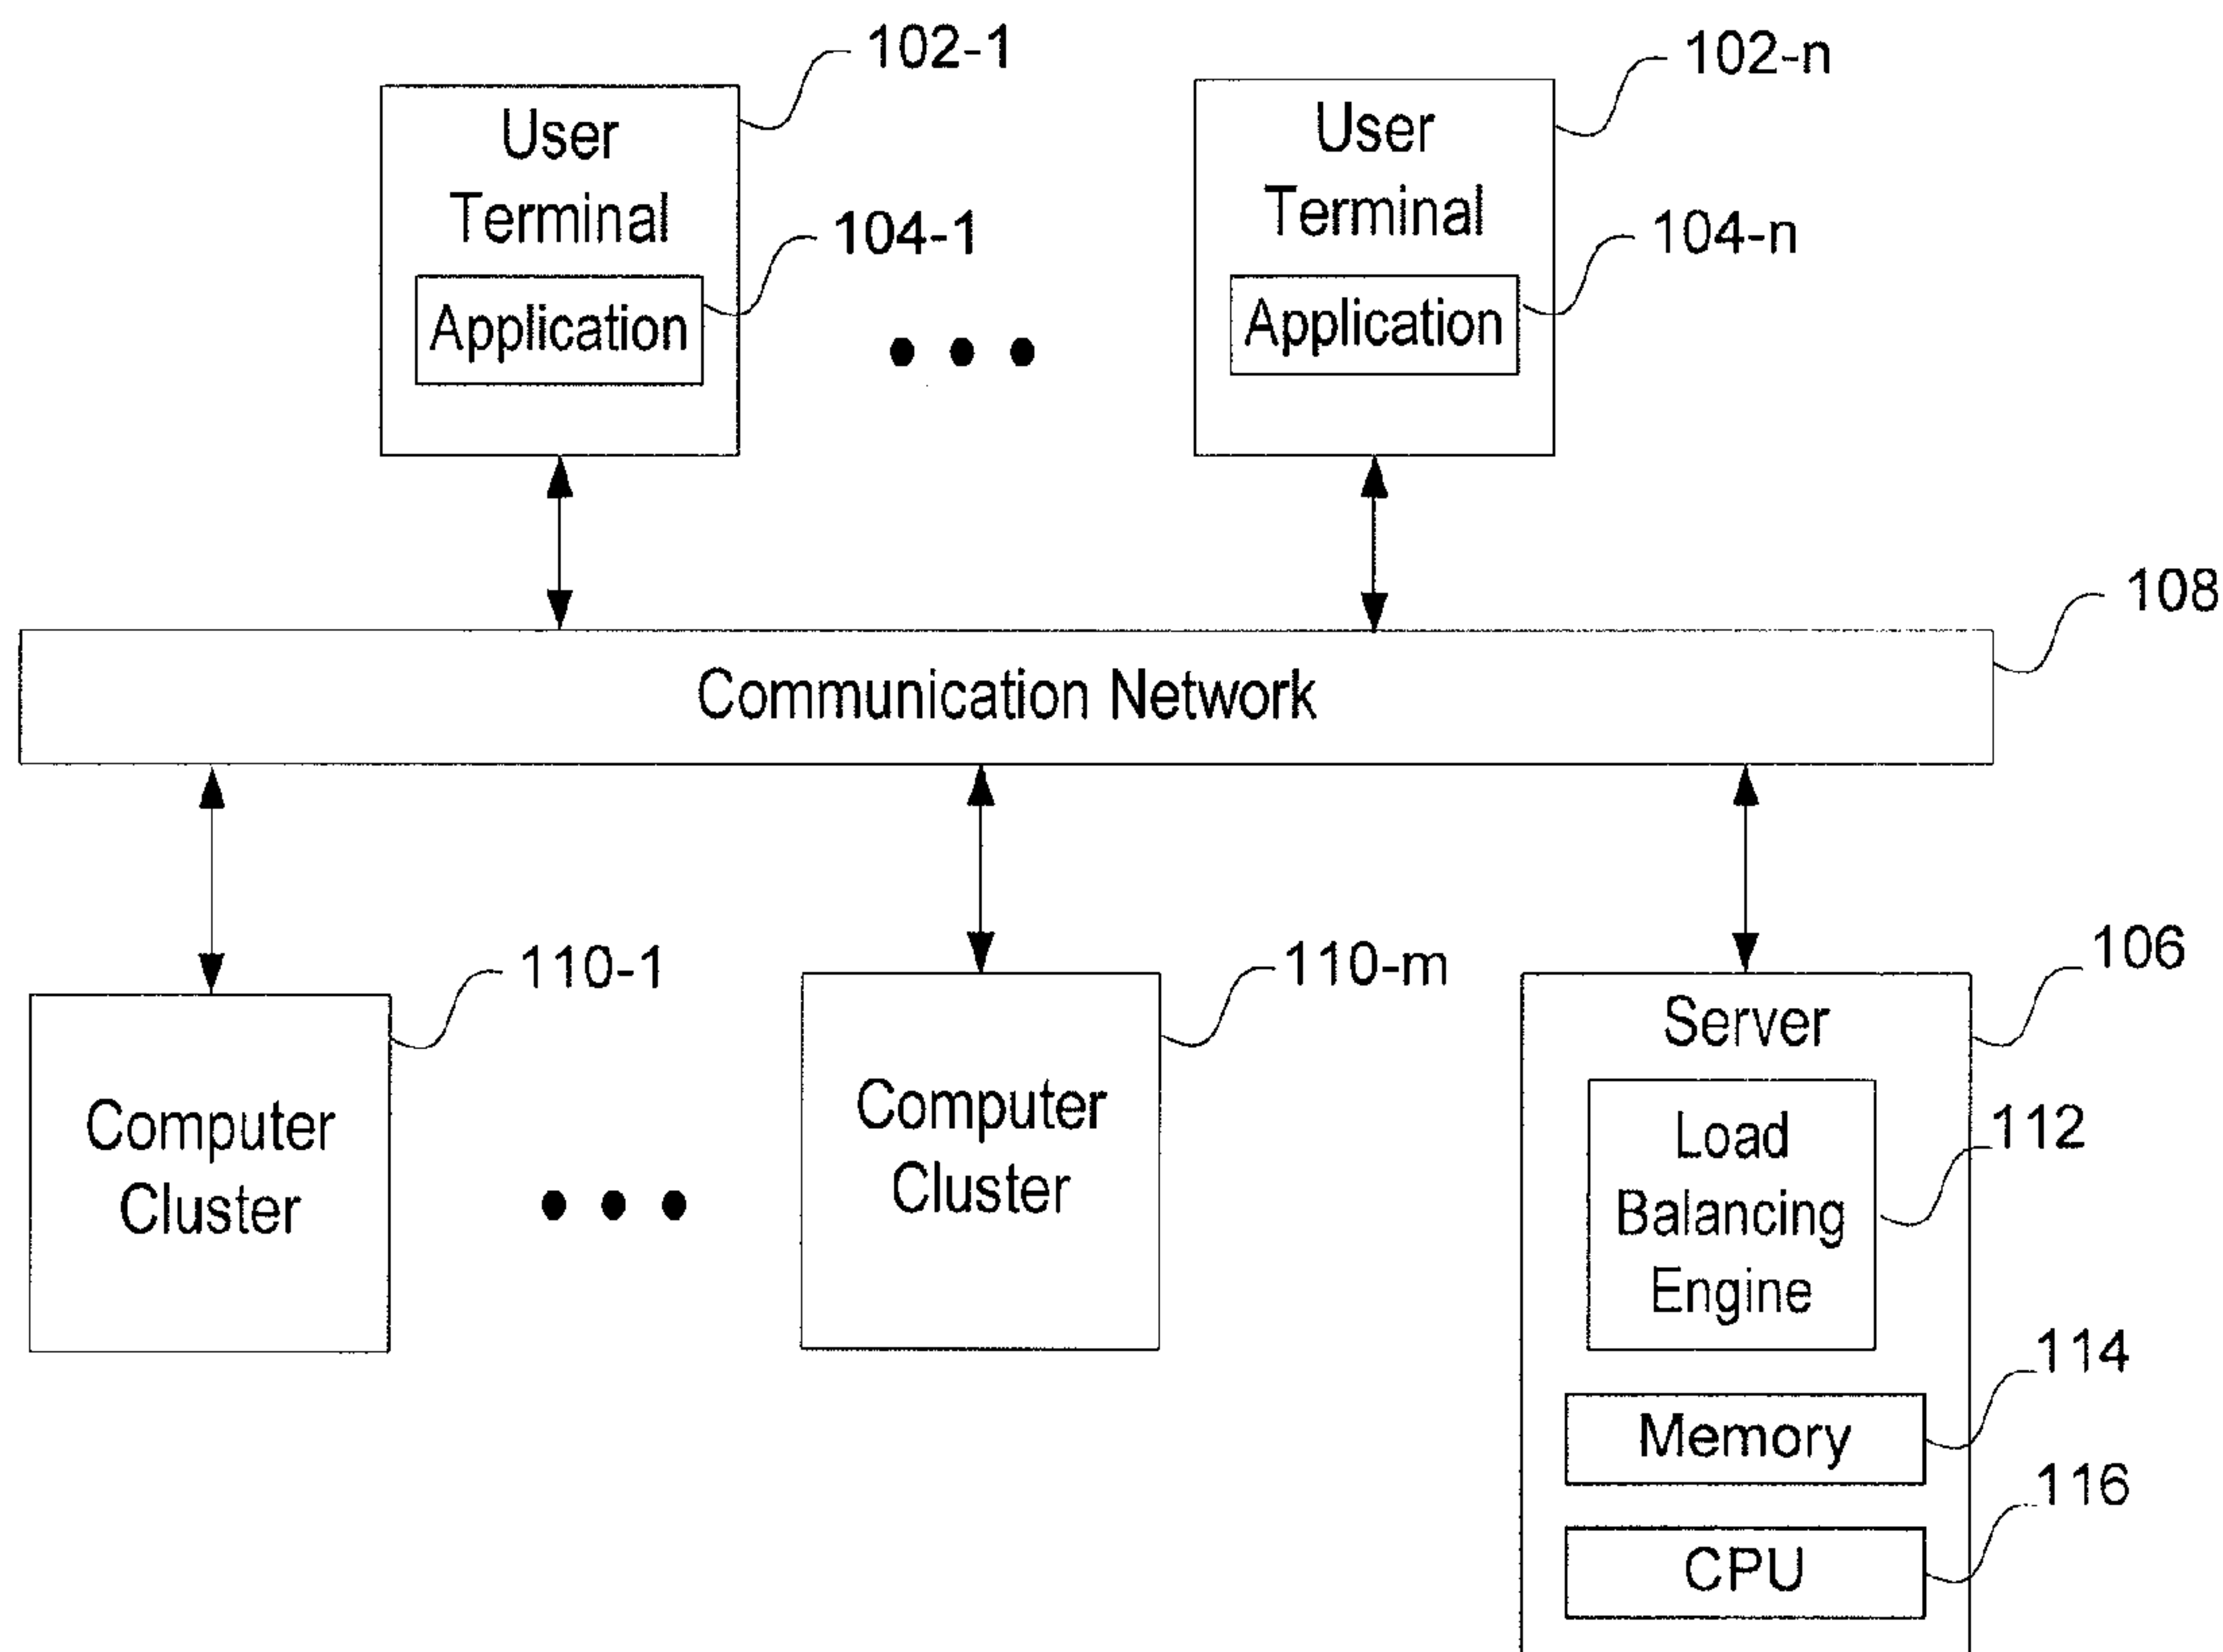 102-1
102-n
User
Terminal
104-1
Application
User
Terminal
104-n
Application
108
Communication Network
110-1
110-m
106
Computer
Cluster
Computer
Cluster
Server
112
Load
Balancing
Engine
114
Memory
116
CPU